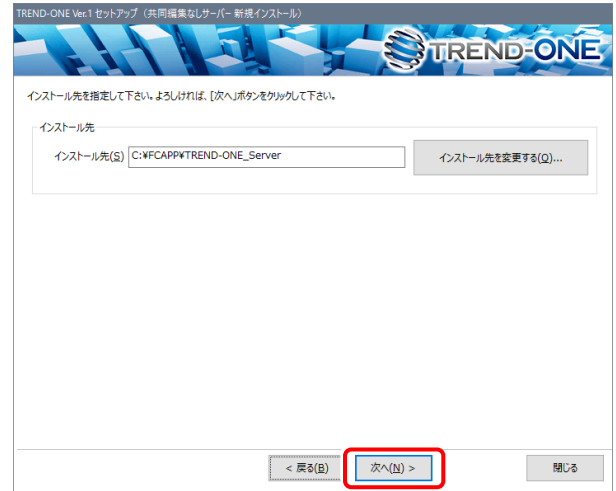 TREND-ONE Ver.1 セットアップ（共同編集なしサーバー 新規インストール）
TREND-ONE
インストール先を指定して下さい。よろしければ、[次へ]ボタンをクリックして下さい。
インストール先
インストール先(S) C:¥FCAPP¥TREND-ONE_Server インストール先を変更する(O)...
< 戻る(B) 次へ(N) > 閉じる